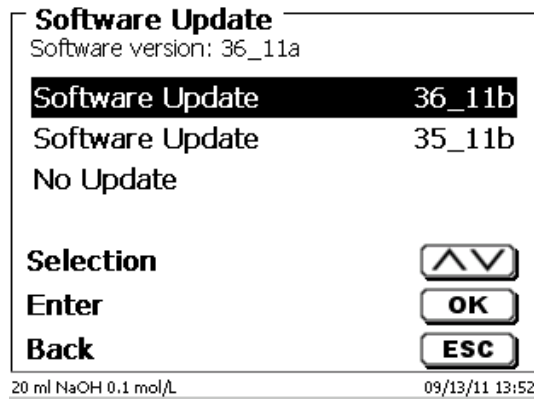 Software Update
Software version: 36_11a
Software Update 36_11b
Software Update 35_11b
No Update
Selection
Enter OK
Back ESC
20 ml NaOH 0.1 mol/L 09/13/11 13:52